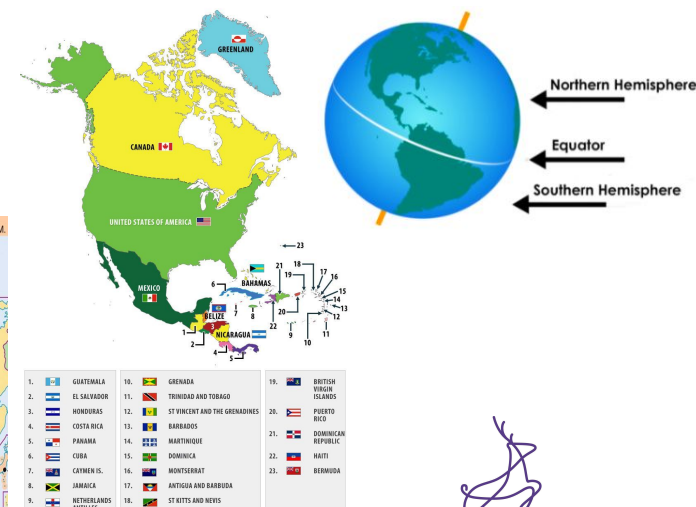 GREENLAND
CANADA
UNITED STATES OF AMERICA
MEXICO
BAHAMAS
BELIZE
NICARAGUA
1
2
3
4
5
6
7
8
9
10
11
12
13
14
15
16
17
18
19
20
21
22
23
Northern Hemisphere
Equator
Southern Hemisphere
M.
1. GUATEMALA
2. EL SALVADOR
3. HONDURAS
4. COSTA RICA
5. PANAMA
6. CUBA
7. CAYMEN IS.
8. JAMAICA
9. NETHERLANDS
ANTILLES
10. GRENADA
11. TRINIDAD AND TOBAGO
12. ST VINCENT AND THE GRENADINES
13. BARBADOS
14. MARTINIQUE
15. DOMINICA
16. MONTSERRAT
17. ANTIGUA AND BARBUDA
18. ST KITTS AND NEVIS
19. BRITISH
VIRGIN
ISLANDS
20. PUERTO
RICO
21. DOMINICAN
REPUBLIC
22. HAITI
23. BERMUDA